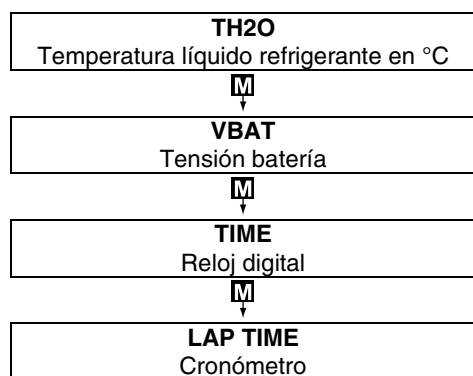 TH2O
Temperatura líquido refrigerante en °C
M
VBAT
Tensión batería
M
TIME
Reloj digital
M
LAP TIME
Cronómetro